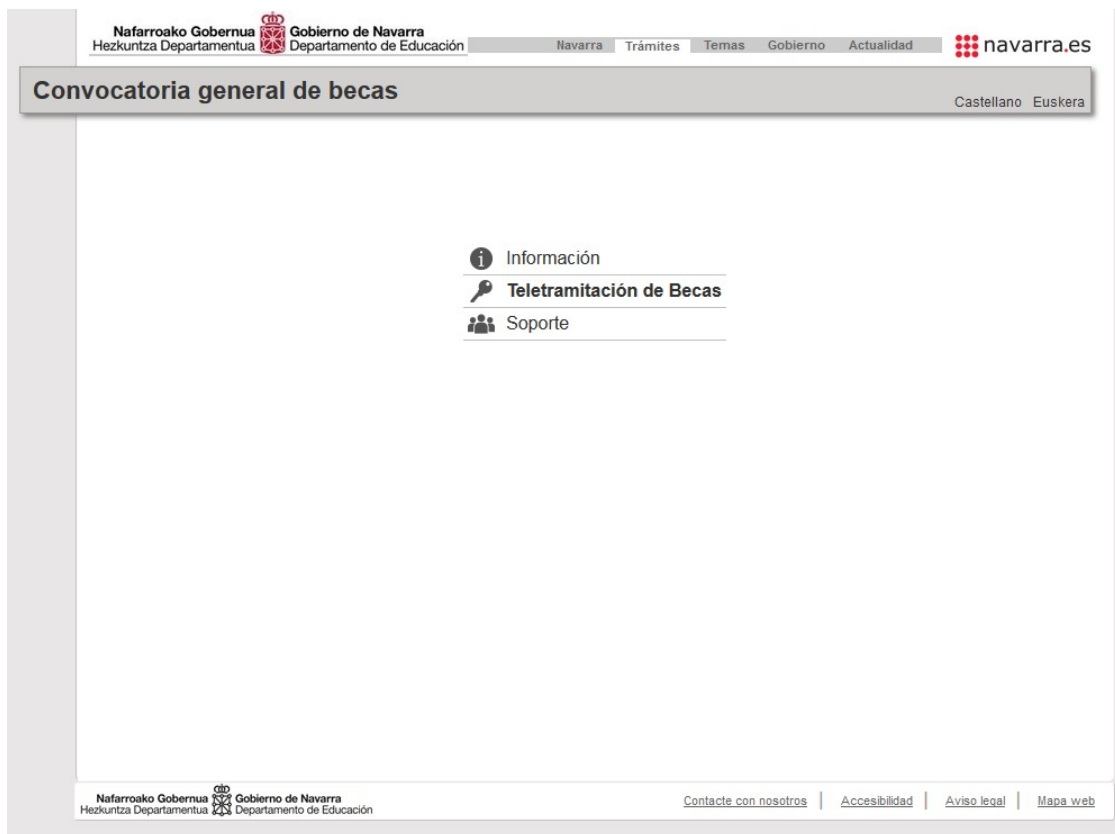 Nafarroako Gobernua Gobierno de Navarra
Hezkuntza Departamentua Departamento de Educación
Navarra Trámites Temas Gobierno Actualidad
navarra.es
Convocatoria general de becas
Castellano Euskera
Información
Teletramitación de Becas
Soporte
Nafarroako Gobernua Gobierno de Navarra
Hezkuntza Departamentua Departamento de Educación
Contacte con nosotros | Accesibilidad | Aviso legal | Mapa web